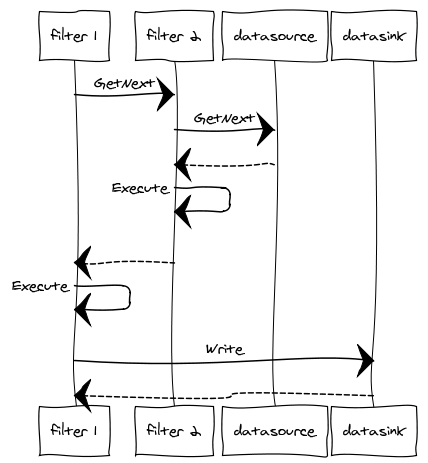 filter 1
filter 2
datasource
datasink
GetNext
GetNext
Execute
Execute
Write
filter 1
filter 2
datasource
datasink